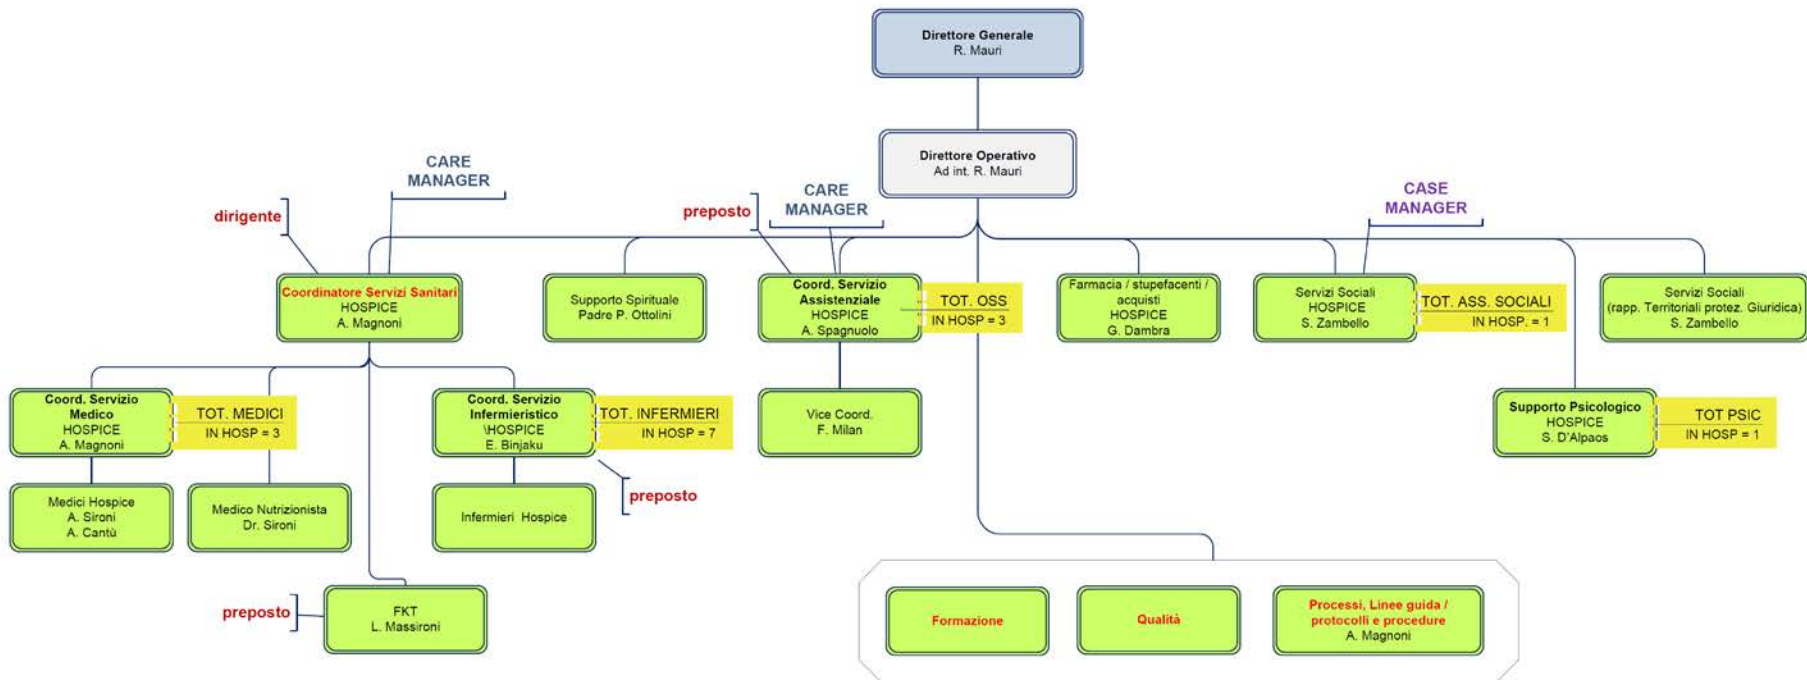 Direttore Generale
R. Mauri
Direttore Operativo
Ad int. R. Mauri
CARE
MANAGER
dirigente
preposto
CARE
MANAGER
CASE
MANAGER
Coordinatore Servizi Sanitari
HOSPICE
A. Magnoni
Supporto Spirituale
Padre P. Ottolini
Coord. Servizio
Assistenziale
HOSPICE
A. Spagnuolo
TOT. OSS
IN HOSP = 3
Farmacia / stupefacenti /
acquisti
HOSPICE
G. Dambra
Servizi Sociali
HOSPICE
S. Zambello
TOT. ASS. SOCIALI
IN HOSP. = 1
Servizi Sociali
(rapp. Territoriali protez. Giuridica)
S. Zambello
Coord. Servizio
Medico
HOSPICE
A. Magnoni
TOT. MEDICI
IN HOSP = 3
Coord. Servizio
Infermieristico
\HOSPICE
E. Binjaku
TOT. INFERMIERI
IN HOSP = 7
Vice Coord.
F. Milan
Supporto Psicologico
HOSPICE
S. D'Alpaos
TOT PSIC
IN HOSP = 1
Medici Hospice
A. Sironi
A. Cantù
Medico Nutrizionista
Dr. Sironi
Infermieri Hospice
preposto
preposto
FKT
L. Massironi
Formazione
Qualità
Processi, Linee guida /
protocolli e procedure
A. Magnoni